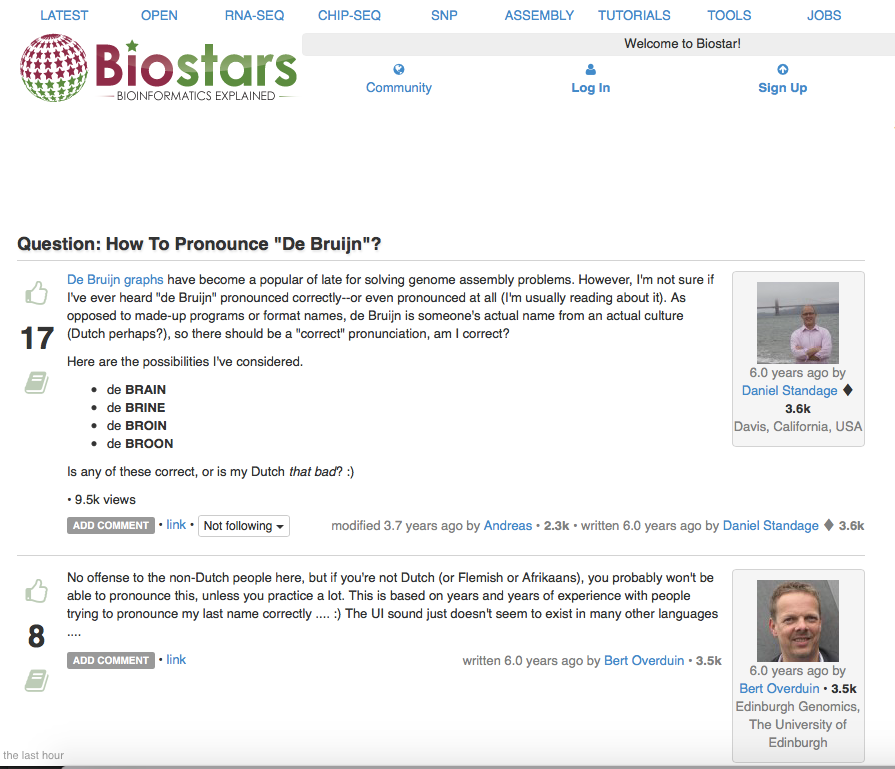 LATEST OPEN RNA-SEQ CHIP-SEQ SNP ASSEMBLY TUTORIALS TOOLS JOBS
Welcome to Biostar!
Biostars
BIOINFORMATICS EXPLAINED
Community Log In Sign Up
Question: How To Pronounce "De Bruijn"?
De Bruijn graphs have become a popular of late for solving genome assembly problems. However, I'm not sure if
I've ever heard "de Bruijn" pronounced correctly--or even pronounced at all (I'm usually reading about it). As
opposed to made-up programs or format names, de Bruijn is someone's actual name from an actual culture
(Dutch perhaps?), so there should be a "correct" pronunciation, am I correct?
17
Here are the possibilities I've considered.
• de BRAIN
• de BRINE
• de BROIN
• de BROON
Is any of these correct, or is my Dutch that bad? :)
• 9.5k views
ADD COMMENT • link • Not following
modified 3.7 years ago by Andreas • 2.3k • written 6.0 years ago by Daniel Standage ♦ 3.6k
6.0 years ago by
Daniel Standage ♦
3.6k
Davis, California, USA
No offense to the non-Dutch people here, but if you're not Dutch (or Flemish or Afrikaans), you probably won't be
able to pronounce this, unless you practice a lot. This is based on years and years of experience with people
trying to pronounce my last name correctly .... :) The UI sound just doesn't seem to exist in many other languages
....
8
ADD COMMENT • link
written 6.0 years ago by Bert Overduin • 3.5k
6.0 years ago by
Bert Overduin • 3.5k
Edinburgh Genomics,
The University of
Edinburgh
the last hour